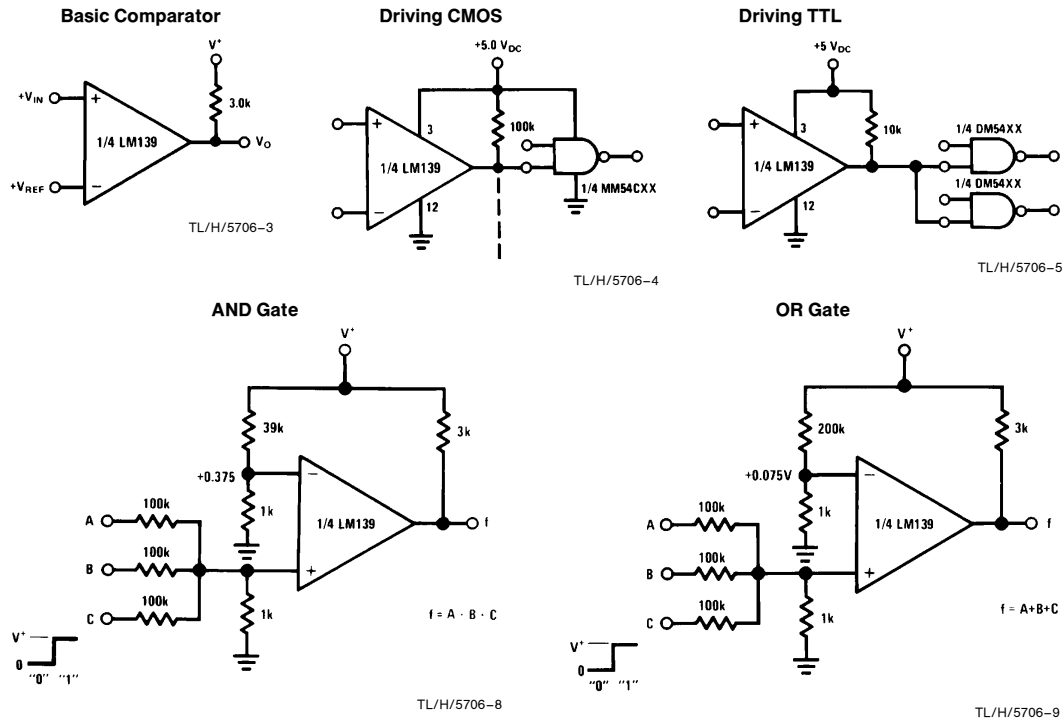 Basic Comparator
V+
+VIN
+
3.0k
1/4 LM139
VO
+VREF
−
TL/H/5706–3
Driving CMOS
+5.0 VDC
+
3
100k
1/4 LM139
1/4 MM54CXX
−
12
TL/H/5706–4
Driving TTL
+5 VDC
+
3
10k
1/4 DM54XX
1/4 LM139
1/4 DM54XX
−
12
TL/H/5706–5
AND Gate
V+
39k
3k
+0.375
−
100k
1k
A
1/4 LM139
f
100k
B
+
100k
C
1k
f = A · B · C
V+
0
"0" "1"
TL/H/5706–8
OR Gate
V+
200k
3k
+0.075V
−
100k
1k
A
1/4 LM139
f
100k
B
+
100k
C
1k
f = A+B+C
V+
0
"0" "1"
TL/H/5706–9